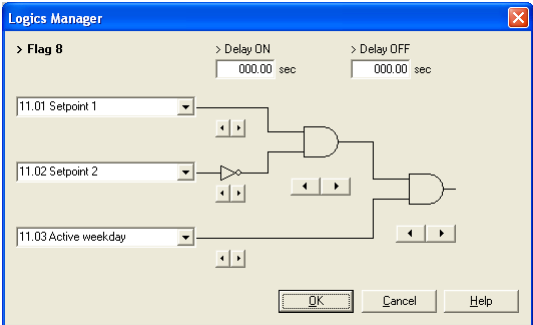 Logics Manager
> Flag 8
> Delay ON
> Delay OFF
000.00 sec
000.00 sec
11.01 Setpoint 1
11.02 Setpoint 2
11.03 Active weekday
OK
Cancel
Help